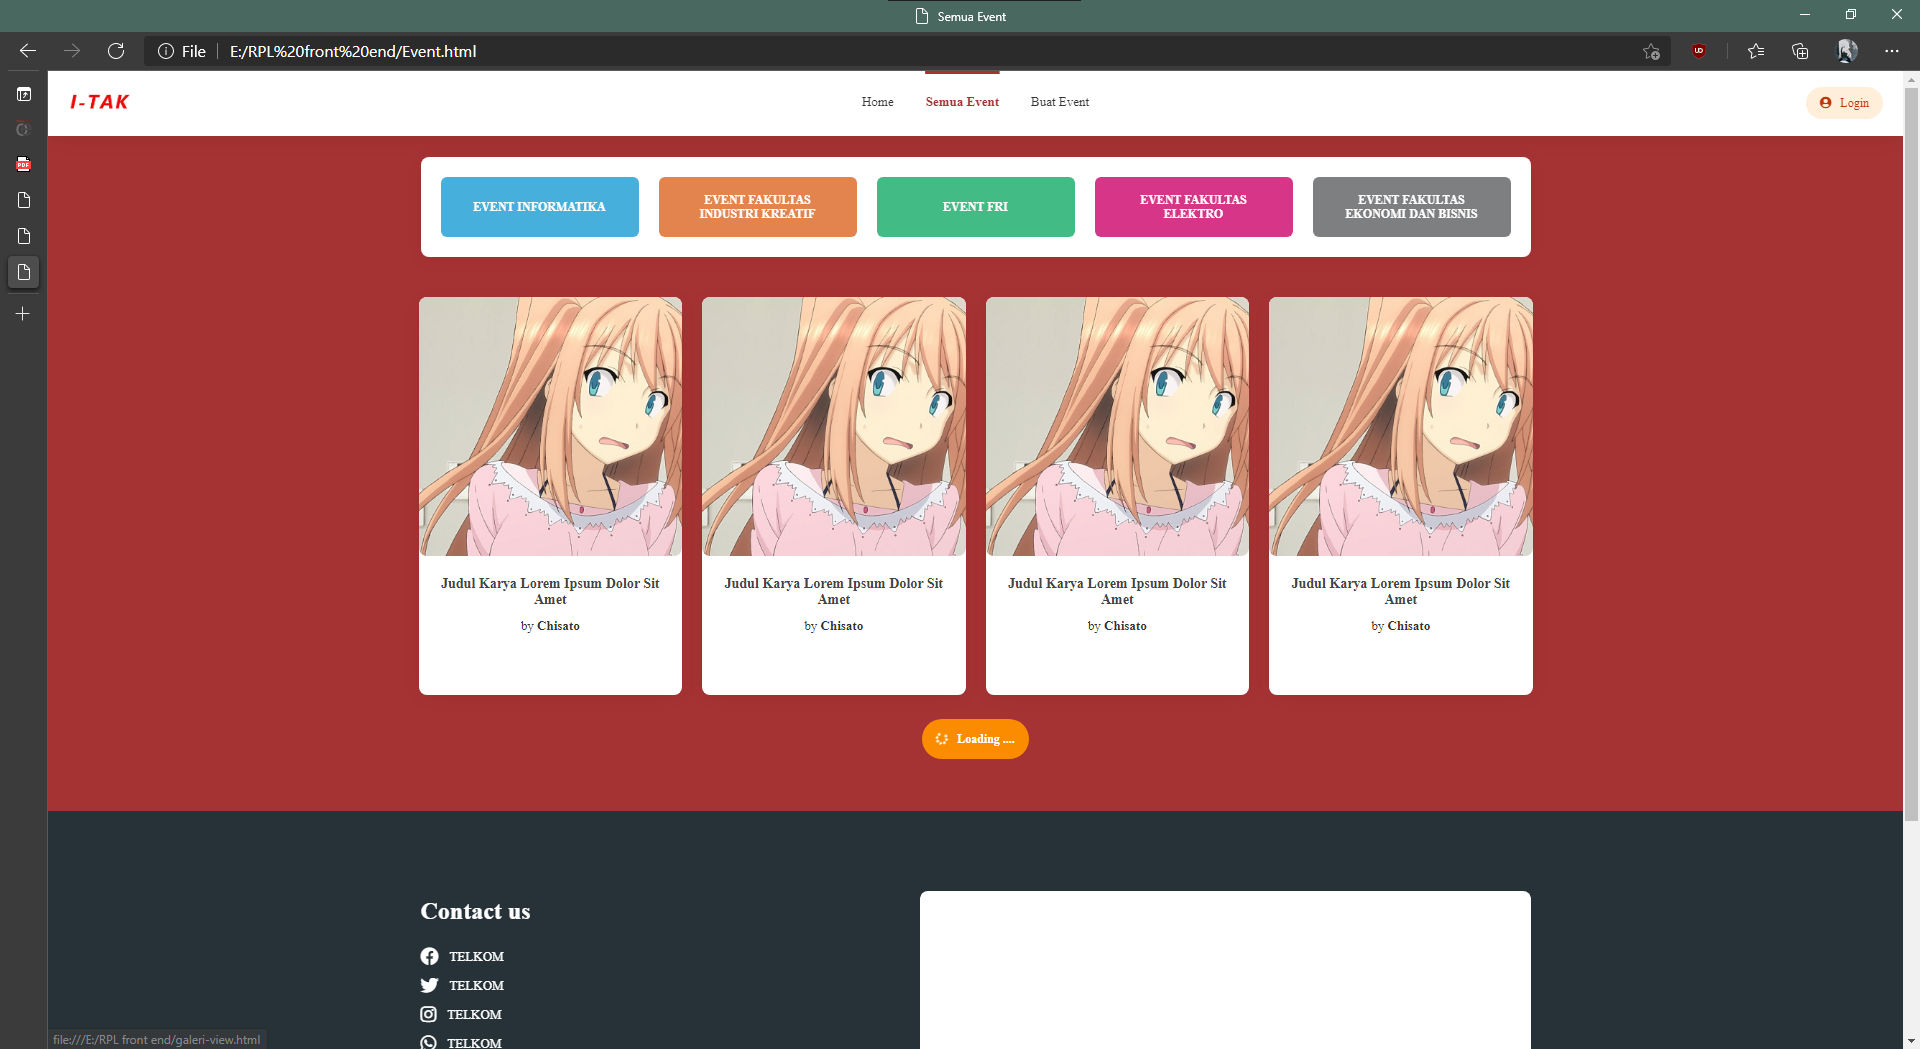 Semua Event
File
E:/RPL%20front%20end/Event.html
I-TAK
Home
Semua Event
Buat Event
Login
EVENT INFORMATIKA
EVENT FAKULTAS
INDUSTRI KREATIF
EVENT FRI
EVENT FAKULTAS
ELEKTRO
EVENT FAKULTAS
EKONOMI DAN BISNIS
Judul Karya Lorem Ipsum Dolor Sit
Amet
by Chisato
Judul Karya Lorem Ipsum Dolor Sit
Amet
by Chisato
Judul Karya Lorem Ipsum Dolor Sit
Amet
by Chisato
Judul Karya Lorem Ipsum Dolor Sit
Amet
by Chisato
Loading ....
Contact us
TELKOM
TELKOM
TELKOM
TELKOM
file:///E:/RPL front end/galeri-view.html
PDF
UD